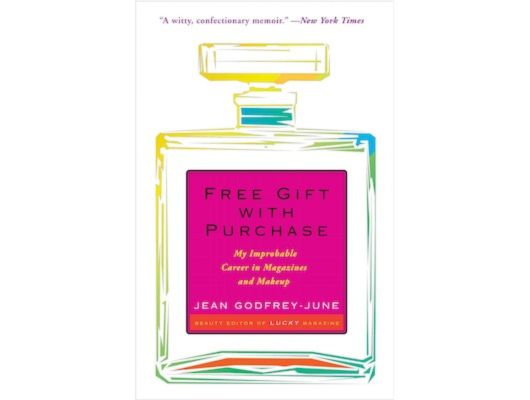 "A witty, confectionary memoir." —New York Times
FREE GIFT
WITH
PURCHASE
My Improbable
Career in Magazines
and Makeup
JEAN GODFREY-JUNE
BEAUTY EDITOR OF LUCKY MAGAZINE